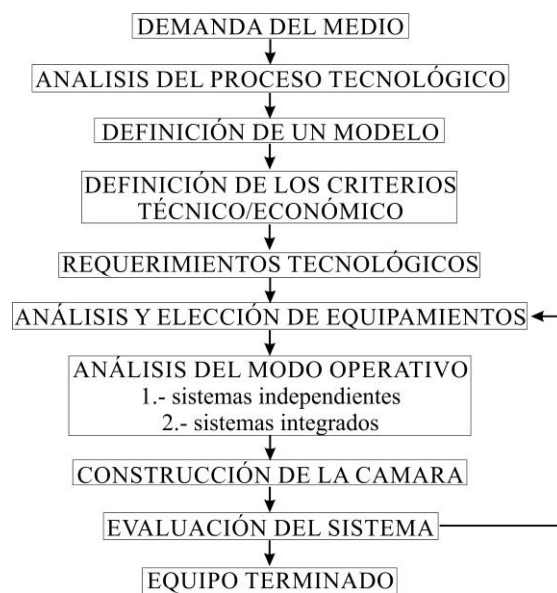 DEMANDA DEL MEDIO
ANALISIS DEL PROCESO TECNOLÓGICO
DEFINICIÓN DE UN MODELO
DEFINICIÓN DE LOS CRITERIOS
TÉCNICO/ECONÓMICO
REQUERIMIENTOS TECNOLÓGICOS
ANÁLISIS Y ELECCIÓN DE EQUIPAMIENTOS
ANÁLISIS DEL MODO OPERATIVO
1.- sistemas independientes
2.- sistemas integrados
CONSTRUCCIÓN DE LA CAMARA
EVALUACIÓN DEL SISTEMA
EQUIPO TERMINADO